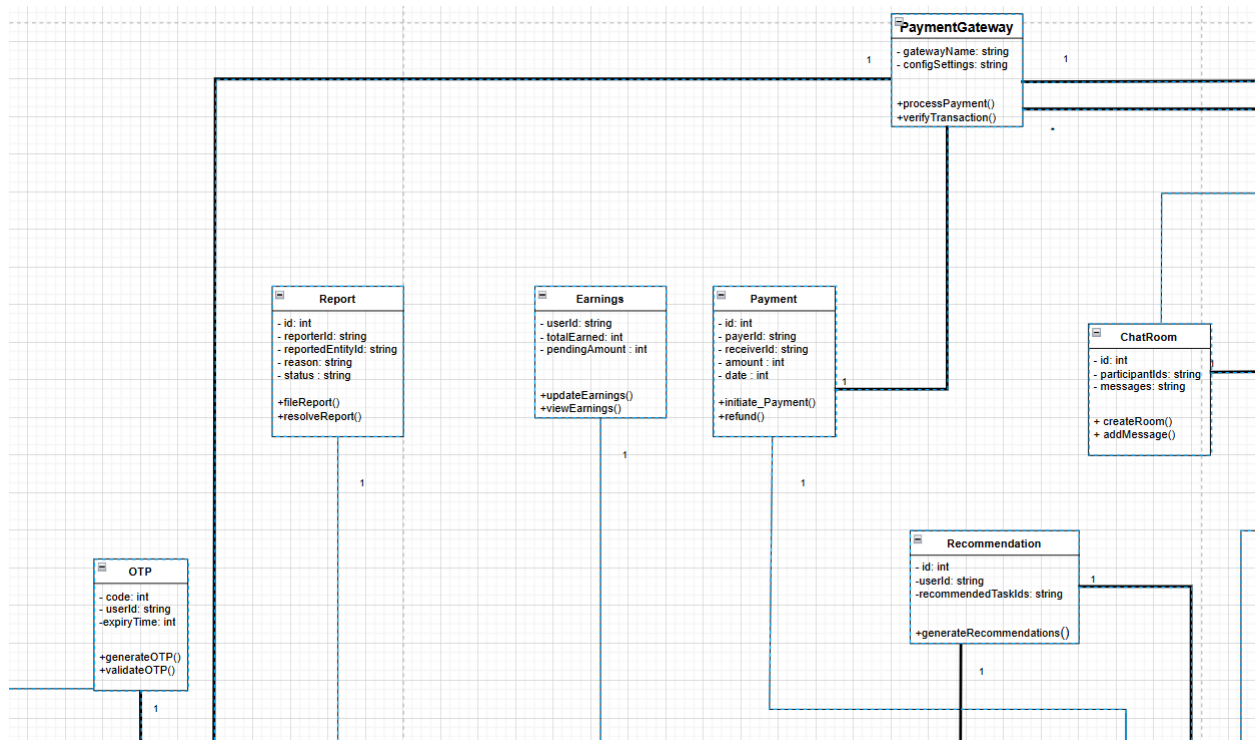 PaymentGateway
- gatewayName: string
- configSettings: string
+processPayment()
+verifyTransaction()
1
1
Report
- id: int
- reporterId: string
- reportedEntityId: string
- reason: string
- status : string
+fileReport()
+resolveReport()
1
Earnings
- userId: string
- totalEarned: int
- pendingAmount : int
+updateEarnings()
+viewEarnings()
1
Payment
- id: int
- payerId: string
- receiverId: string
- amount : int
- date : int
+initiate_Payment()
+refund()
1
1
ChatRoom
- id: int
- participantIds: string
- messages: string
+ createRoom()
+ addMessage()
1
OTP
- code: int
- userId: string
-expiryTime: int
+generateOTP()
+validateOTP()
1
Recommendation
- id: int
-userId: string
-recommendedTaskIds: string
+generateRecommendations()
1
1